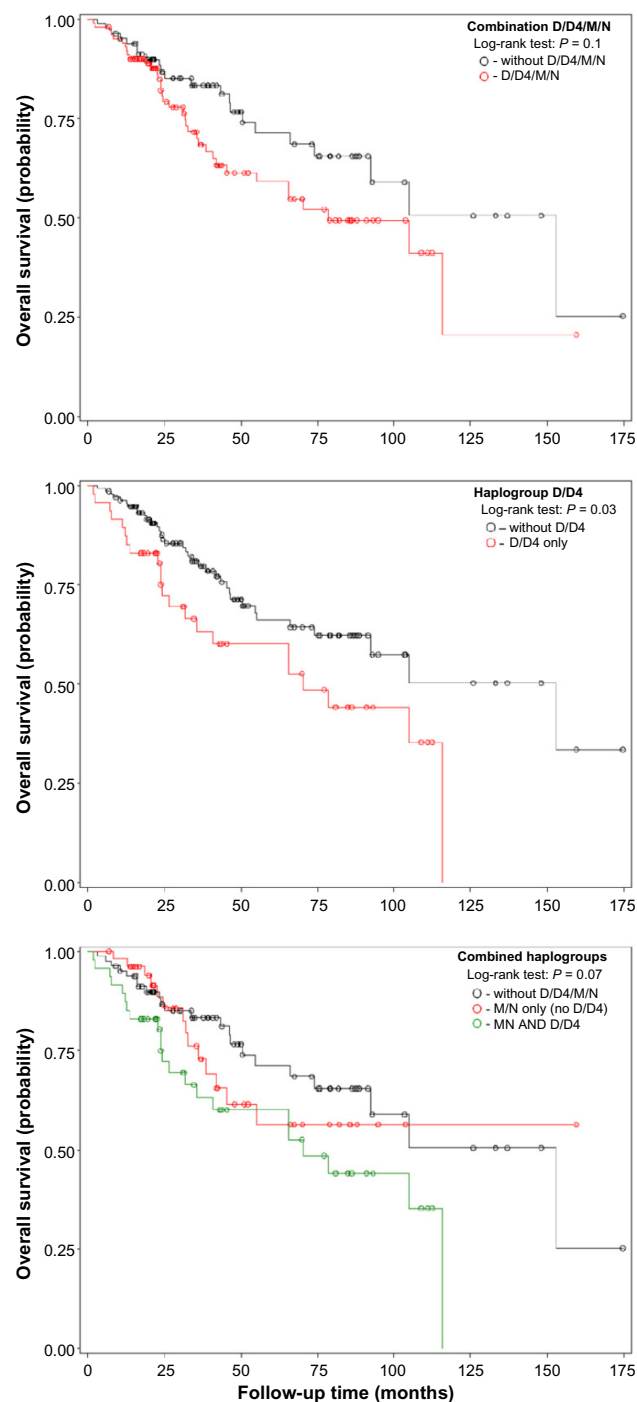 Combination D/D4/M/N
Log-rank test: P = 0.1
- without D/D4/M/N
- D/D4/M/N
Overall survival (probability)
1.00
0.75
0.50
0.25
0.00
0 25 50 75 100 125 150 175
Haplogroup D/D4
Log-rank test: P = 0.03
– without D/D4
- D/D4 only
Overall survival (probability)
1.00
0.75
0.50
0.25
0.00
0 25 50 75 100 125 150 175
Combined haplogroups
Log-rank test: P = 0.07
- without D/D4/M/N
- M/N only (no D/D4)
- MN AND D/D4
Overall survival (probability)
1.00
0.75
0.50
0.25
0.00
0 25 50 75 100 125 150 175
Follow-up time (months)